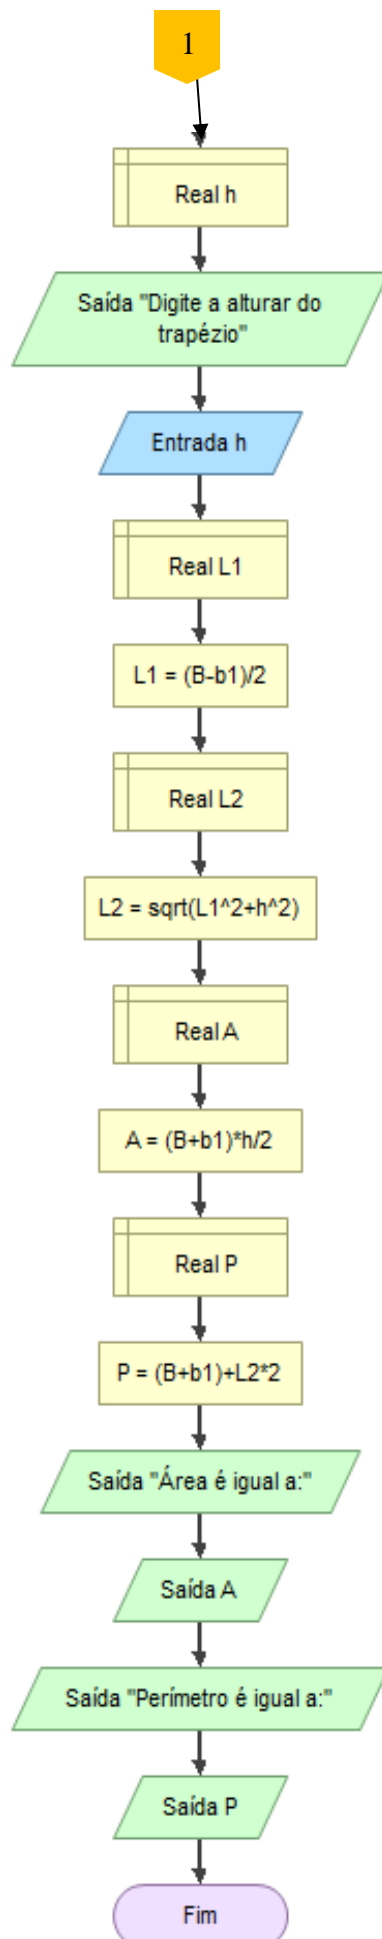 1
Real h
Saída "Digite a alturar do
trapézio"
Entrada h
Real L1
L1 = (B-b1)/2
Real L2
L2 = sqrt(L1^2+h^2)
Real A
A = (B+b1)*h/2
Real P
P = (B+b1)+L2*2
Saída "Área é igual a:"
Saída A
Saída "Perímetro é igual a:"
Saída P
Fim